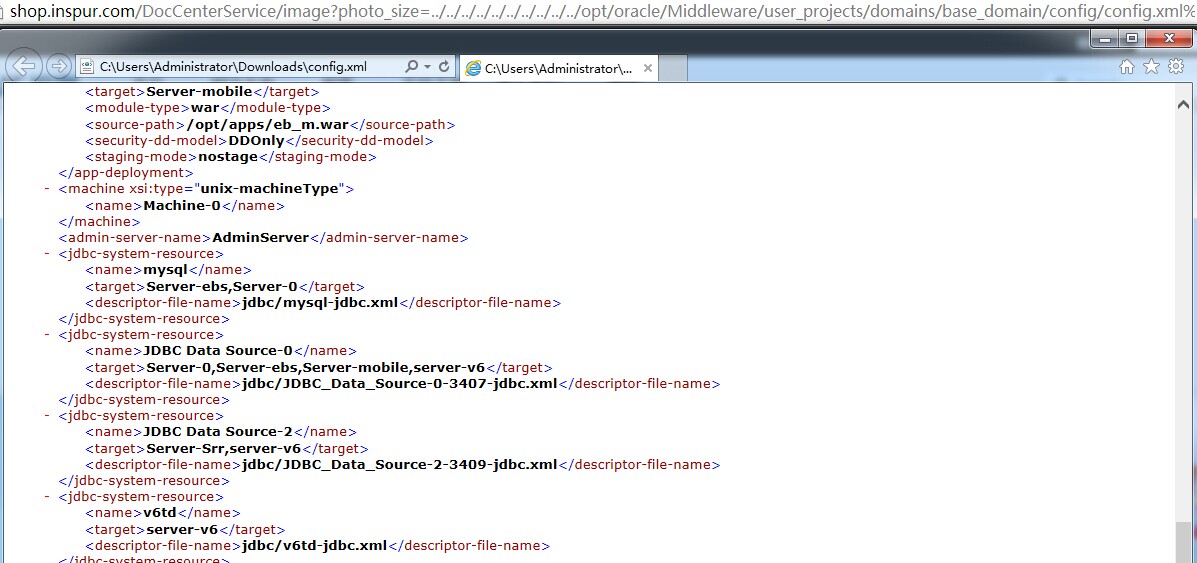 shop.inspur.com/DocCenterService/image?photo_size=../../../../../../../../../../opt/oracle/Middleware/user_projects/domains/base_domain/config/config.xml%
C:\Users\Administrator\Downloads\config.xml
C:\Users\Administrator\...
<target>Server-mobile</target>
<module-type>war</module-type>
<source-path>/opt/apps/eb_m.war</source-path>
<security-dd-model>DDOnly</security-dd-model>
<staging-mode>nostage</staging-mode>
</app-deployment>
- <machine xsi:type="unix-machineType">
<name>Machine-0</name>
</machine>
<admin-server-name>AdminServer</admin-server-name>
- <jdbc-system-resource>
<name>mysql</name>
<target>Server-ebs,Server-0</target>
<descriptor-file-name>jdbc/mysql-jdbc.xml</descriptor-file-name>
</jdbc-system-resource>
- <jdbc-system-resource>
<name>JDBC Data Source-0</name>
<target>Server-0,Server-ebs,Server-mobile,server-v6</target>
<descriptor-file-name>jdbc/JDBC_Data_Source-0-3407-jdbc.xml</descriptor-file-name>
</jdbc-system-resource>
- <jdbc-system-resource>
<name>JDBC Data Source-2</name>
<target>Server-Srr,server-v6</target>
<descriptor-file-name>jdbc/JDBC_Data_Source-2-3409-jdbc.xml</descriptor-file-name>
</jdbc-system-resource>
- <jdbc-system-resource>
<name>v6td</name>
<target>server-v6</target>
<descriptor-file-name>jdbc/v6td-jdbc.xml</descriptor-file-name>
</jdbc-system-resource>